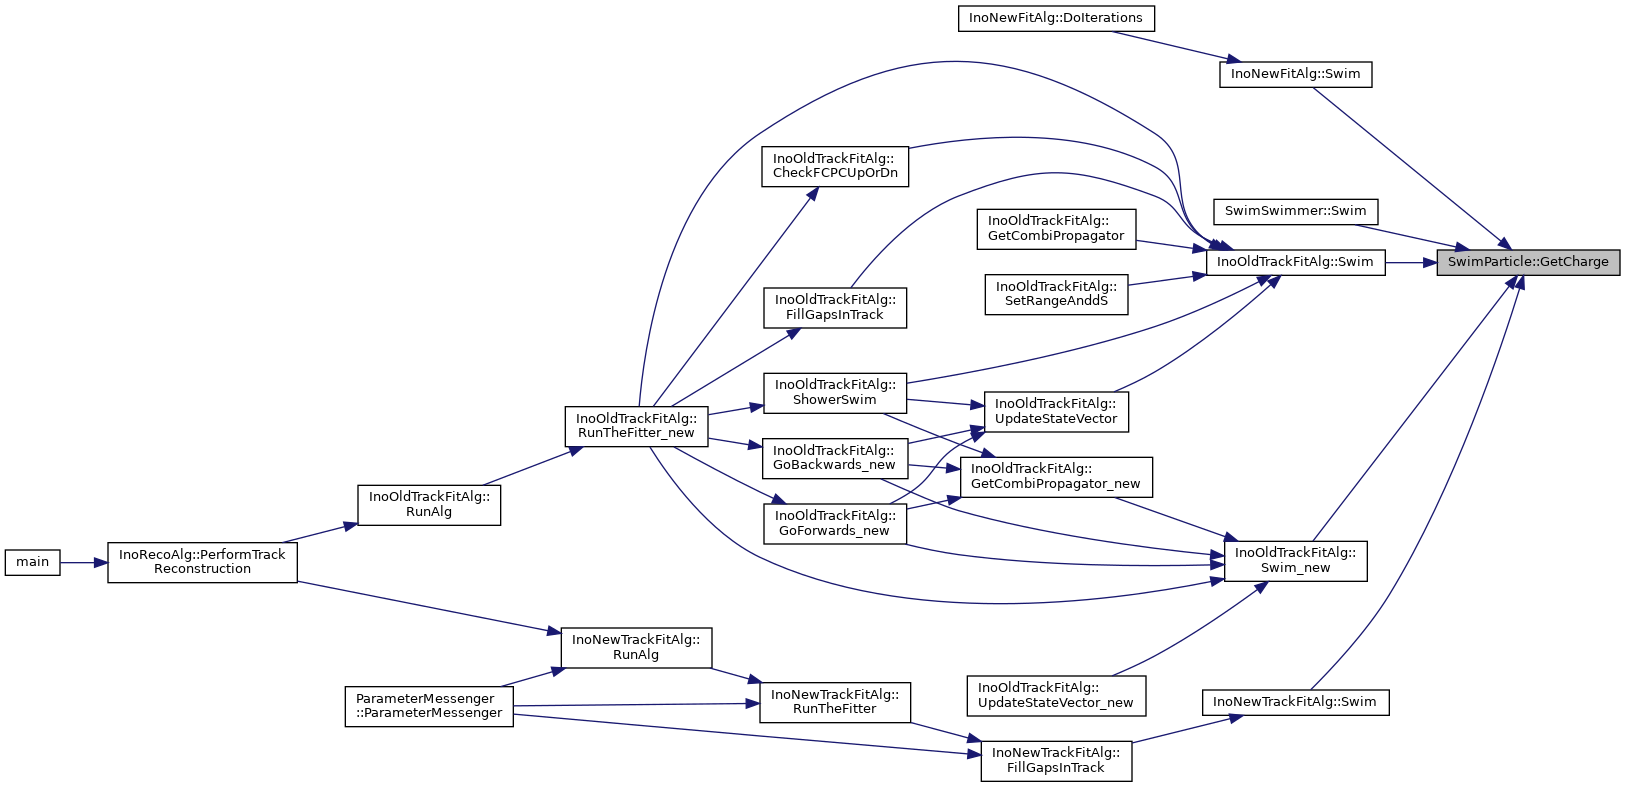 InoNewFitAlg::DoIterations
InoNewFitAlg::Swim
InoOldTrackFitAlg::
CheckFCPCUpOrDn
SwimSwimmer::Swim
InoOldTrackFitAlg::
GetCombiPropagator
InoOldTrackFitAlg::Swim
SwimParticle::GetCharge
InoOldTrackFitAlg::
SetRangeAnddS
InoOldTrackFitAlg::
FillGapsInTrack
InoOldTrackFitAlg::
ShowerSwim
InoOldTrackFitAlg::
UpdateStateVector
InoOldTrackFitAlg::
RunTheFitter_new
InoOldTrackFitAlg::
GoBackwards_new
InoOldTrackFitAlg::
GetCombiPropagator_new
InoOldTrackFitAlg::
RunAlg
InoOldTrackFitAlg::
GoForwards_new
main
InoRecoAlg::PerformTrack
Reconstruction
InoOldTrackFitAlg::
Swim_new
InoNewTrackFitAlg::
RunAlg
ParameterMessenger
::ParameterMessenger
InoNewTrackFitAlg::
RunTheFitter
InoOldTrackFitAlg::
UpdateStateVector_new
InoNewTrackFitAlg::Swim
InoNewTrackFitAlg::
FillGapsInTrack